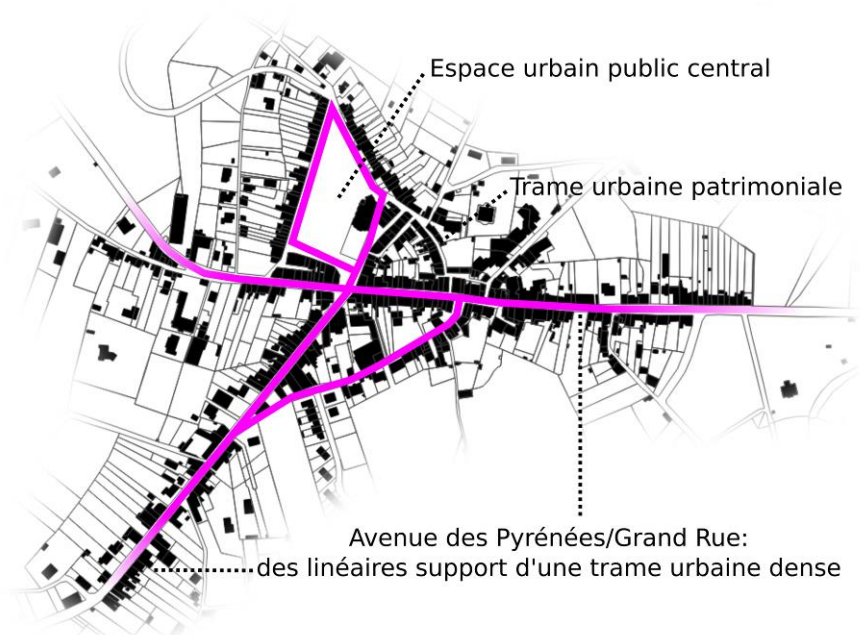 Espace urbain public central
Trame urbaine patrimoniale
Avenue des Pyrénées/Grand Rue:
des linéaires support d'une trame urbaine dense